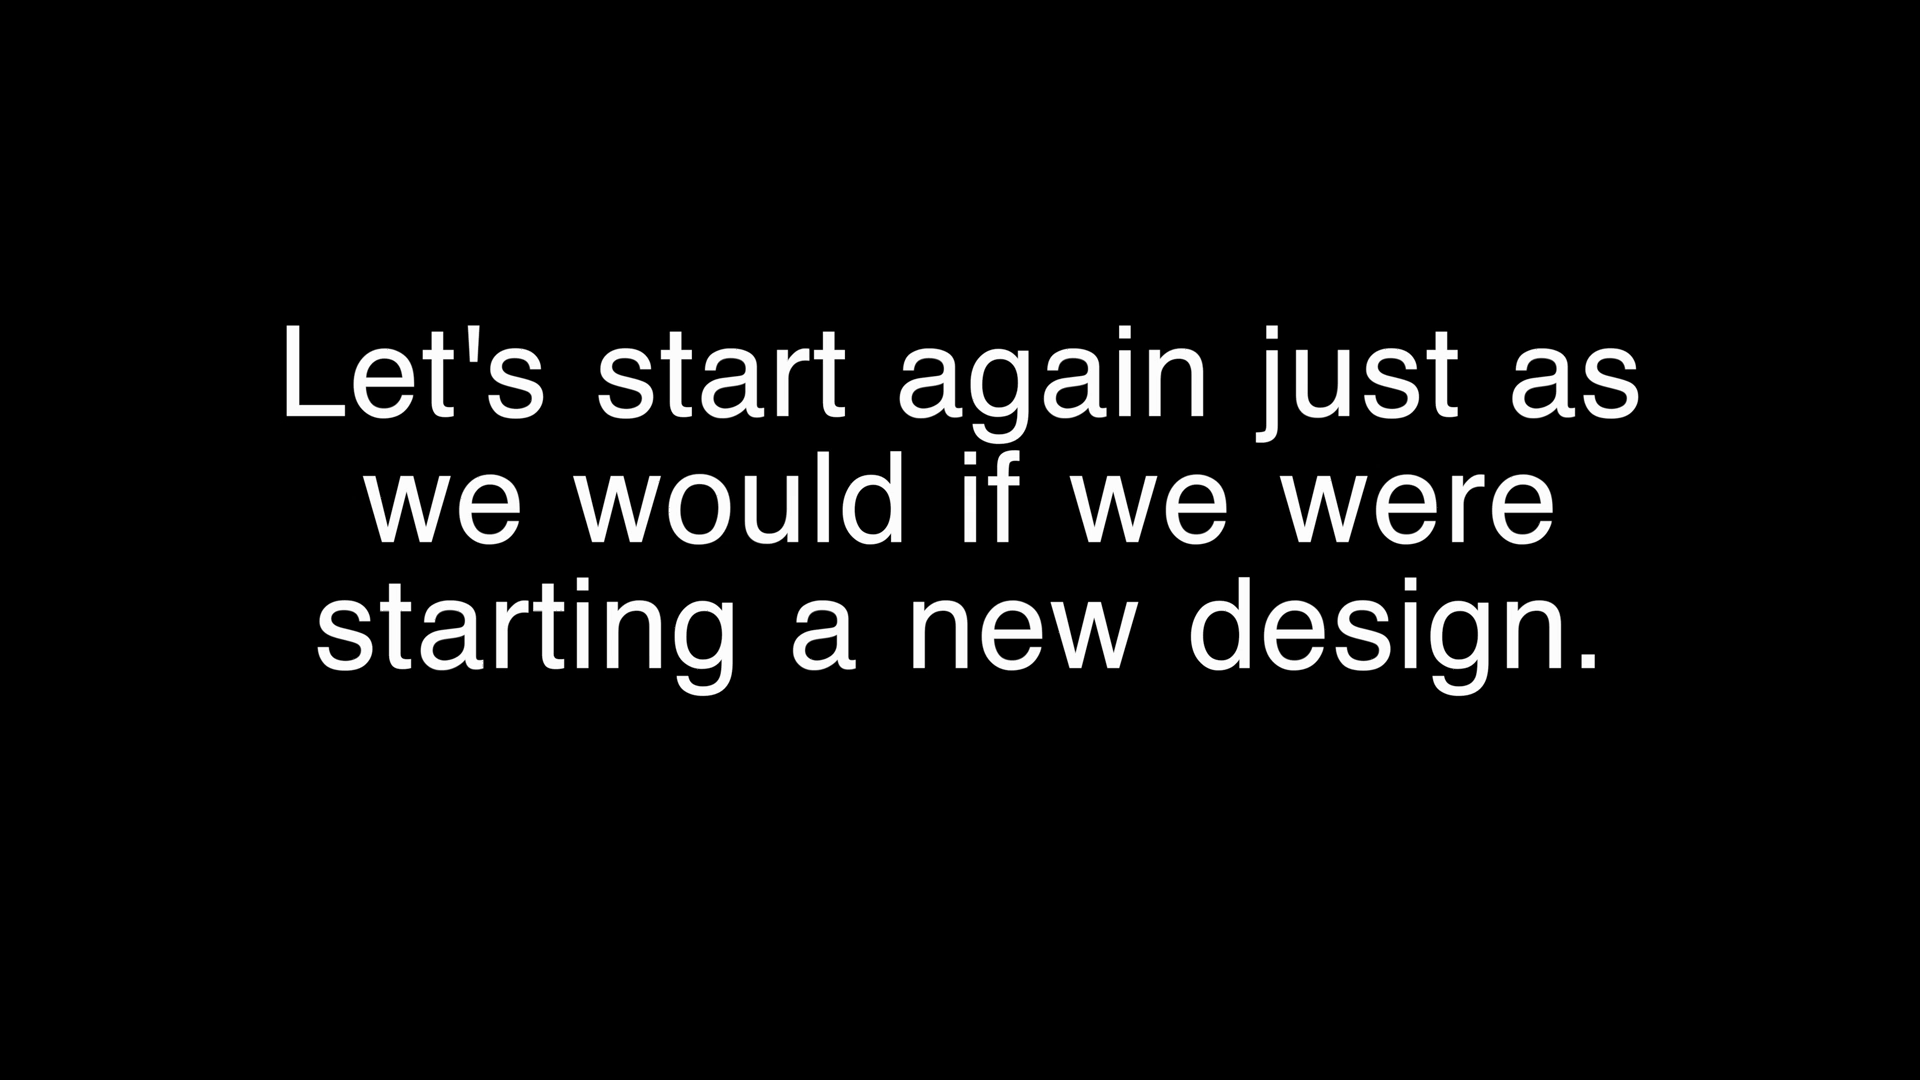 Let's start again just as
we would if we were
starting a new design.